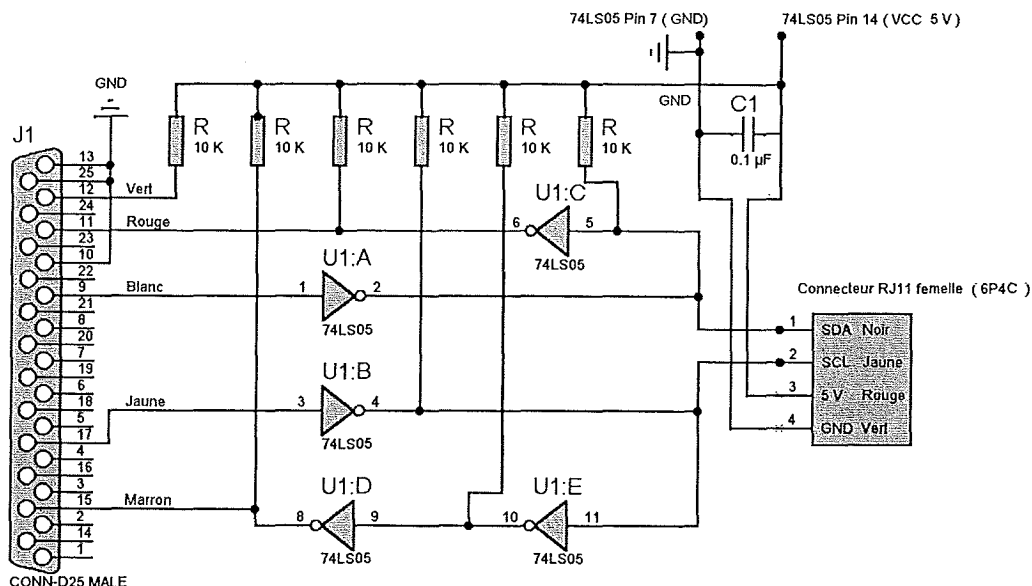 74LS05 Pin 7 ( GND)
74LS05 Pin 14 ( VCC 5 V )
GND
GND
C1
0.1 µF
J1
R
10 K
R
10 K
R
10 K
R
10 K
R
10 K
R
10 K
13
25
12
Vert
24
11
Rouge
23
10
22
9
Blanc
21
8
20
7
19
6
18
5
17
Jaune
4
16
3
15
Marron
2
14
1
CONN-D25 MALE
U1:C
6
5
74LS05
U1:A
1
2
74LS05
U1:B
3
4
74LS05
U1:D
8
9
74LS05
U1:E
10
11
74LS05
Connecteur RJ11 femelle ( 6P4C )
1 SDA Noir
2 SCL Jaune
3 5 V Rouge
4 GND Vert